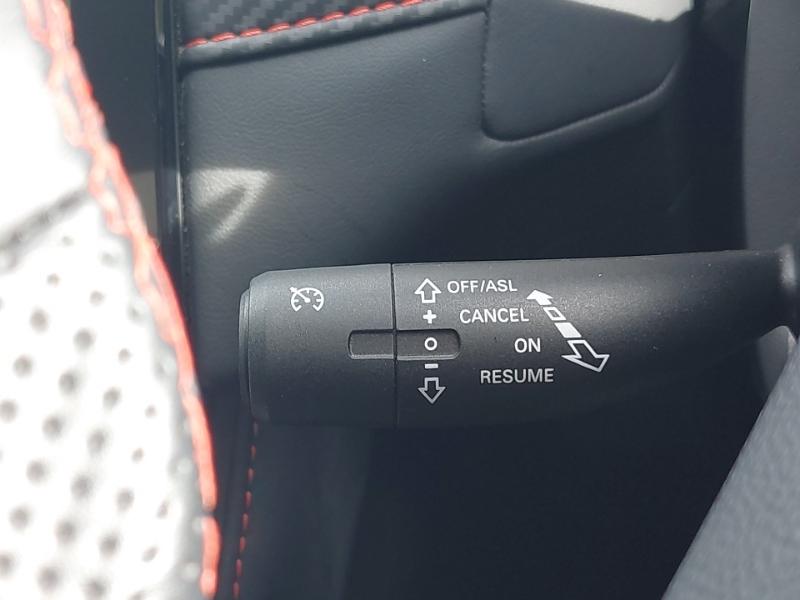 OFF/ASL
+ CANCEL
ON
– RESUME